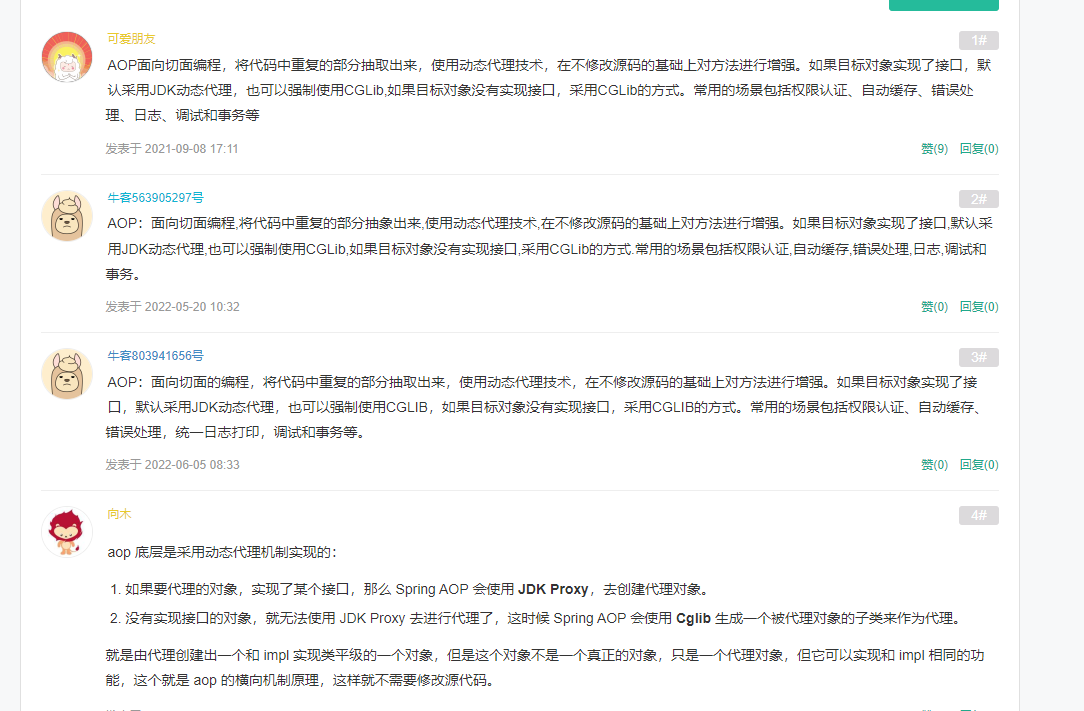 可爱朋友
1#
AOP面向切面编程，将代码中重复的部分抽取出来，使用动态代理技术，在不修改源码的基础上对方法进行增强。如果目标对象实现了接口，默
认采用JDK动态代理，也可以强制使用CGLib,如果目标对象没有实现接口，采用CGLib的方式。常用的场景包括权限认证、自动缓存、错误处
理、日志、调试和事务等
发表于 2021-09-08 17:11
赞(9) 回复(0)
牛客563905297号
2#
AOP：面向切面编程,将代码中重复的部分抽象出来,使用动态代理技术,在不修改源码的基础上对方法进行增强。如果目标对象实现了接口,默认采
用JDK动态代理,也可以强制使用CGLib,如果目标对象没有实现接口,采用CGLib的方式.常用的场景包括权限认证,自动缓存,错误处理,日志,调试和
事务。
发表于 2022-05-20 10:32
赞(0) 回复(0)
牛客803941656号
3#
AOP：面向切面的编程，将代码中重复的部分抽取出来，使用动态代理技术，在不修改源码的基础上对方法进行增强。如果目标对象实现了接
口，默认采用JDK动态代理，也可以强制使用CGLIB，如果目标对象没有实现接口，采用CGLIB的方式。常用的场景包括权限认证、自动缓存、
错误处理，统一日志打印，调试和事务等。
发表于 2022-06-05 08:33
赞(0) 回复(0)
向木
4#
aop 底层是采用动态代理机制实现的：
1. 如果要代理的对象，实现了某个接口，那么 Spring AOP 会使用 JDK Proxy，去创建代理对象。
2. 没有实现接口的对象，就无法使用 JDK Proxy 去进行代理了，这时候 Spring AOP 会使用 Cglib 生成一个被代理对象的子类来作为代理。
就是由代理创建出一个和 impl 实现类平级的一个对象，但是这个对象不是一个真正的对象，只是一个代理对象，但它可以实现和 impl 相同的功
能，这个就是 aop 的横向机制原理，这样就不需要修改源代码。